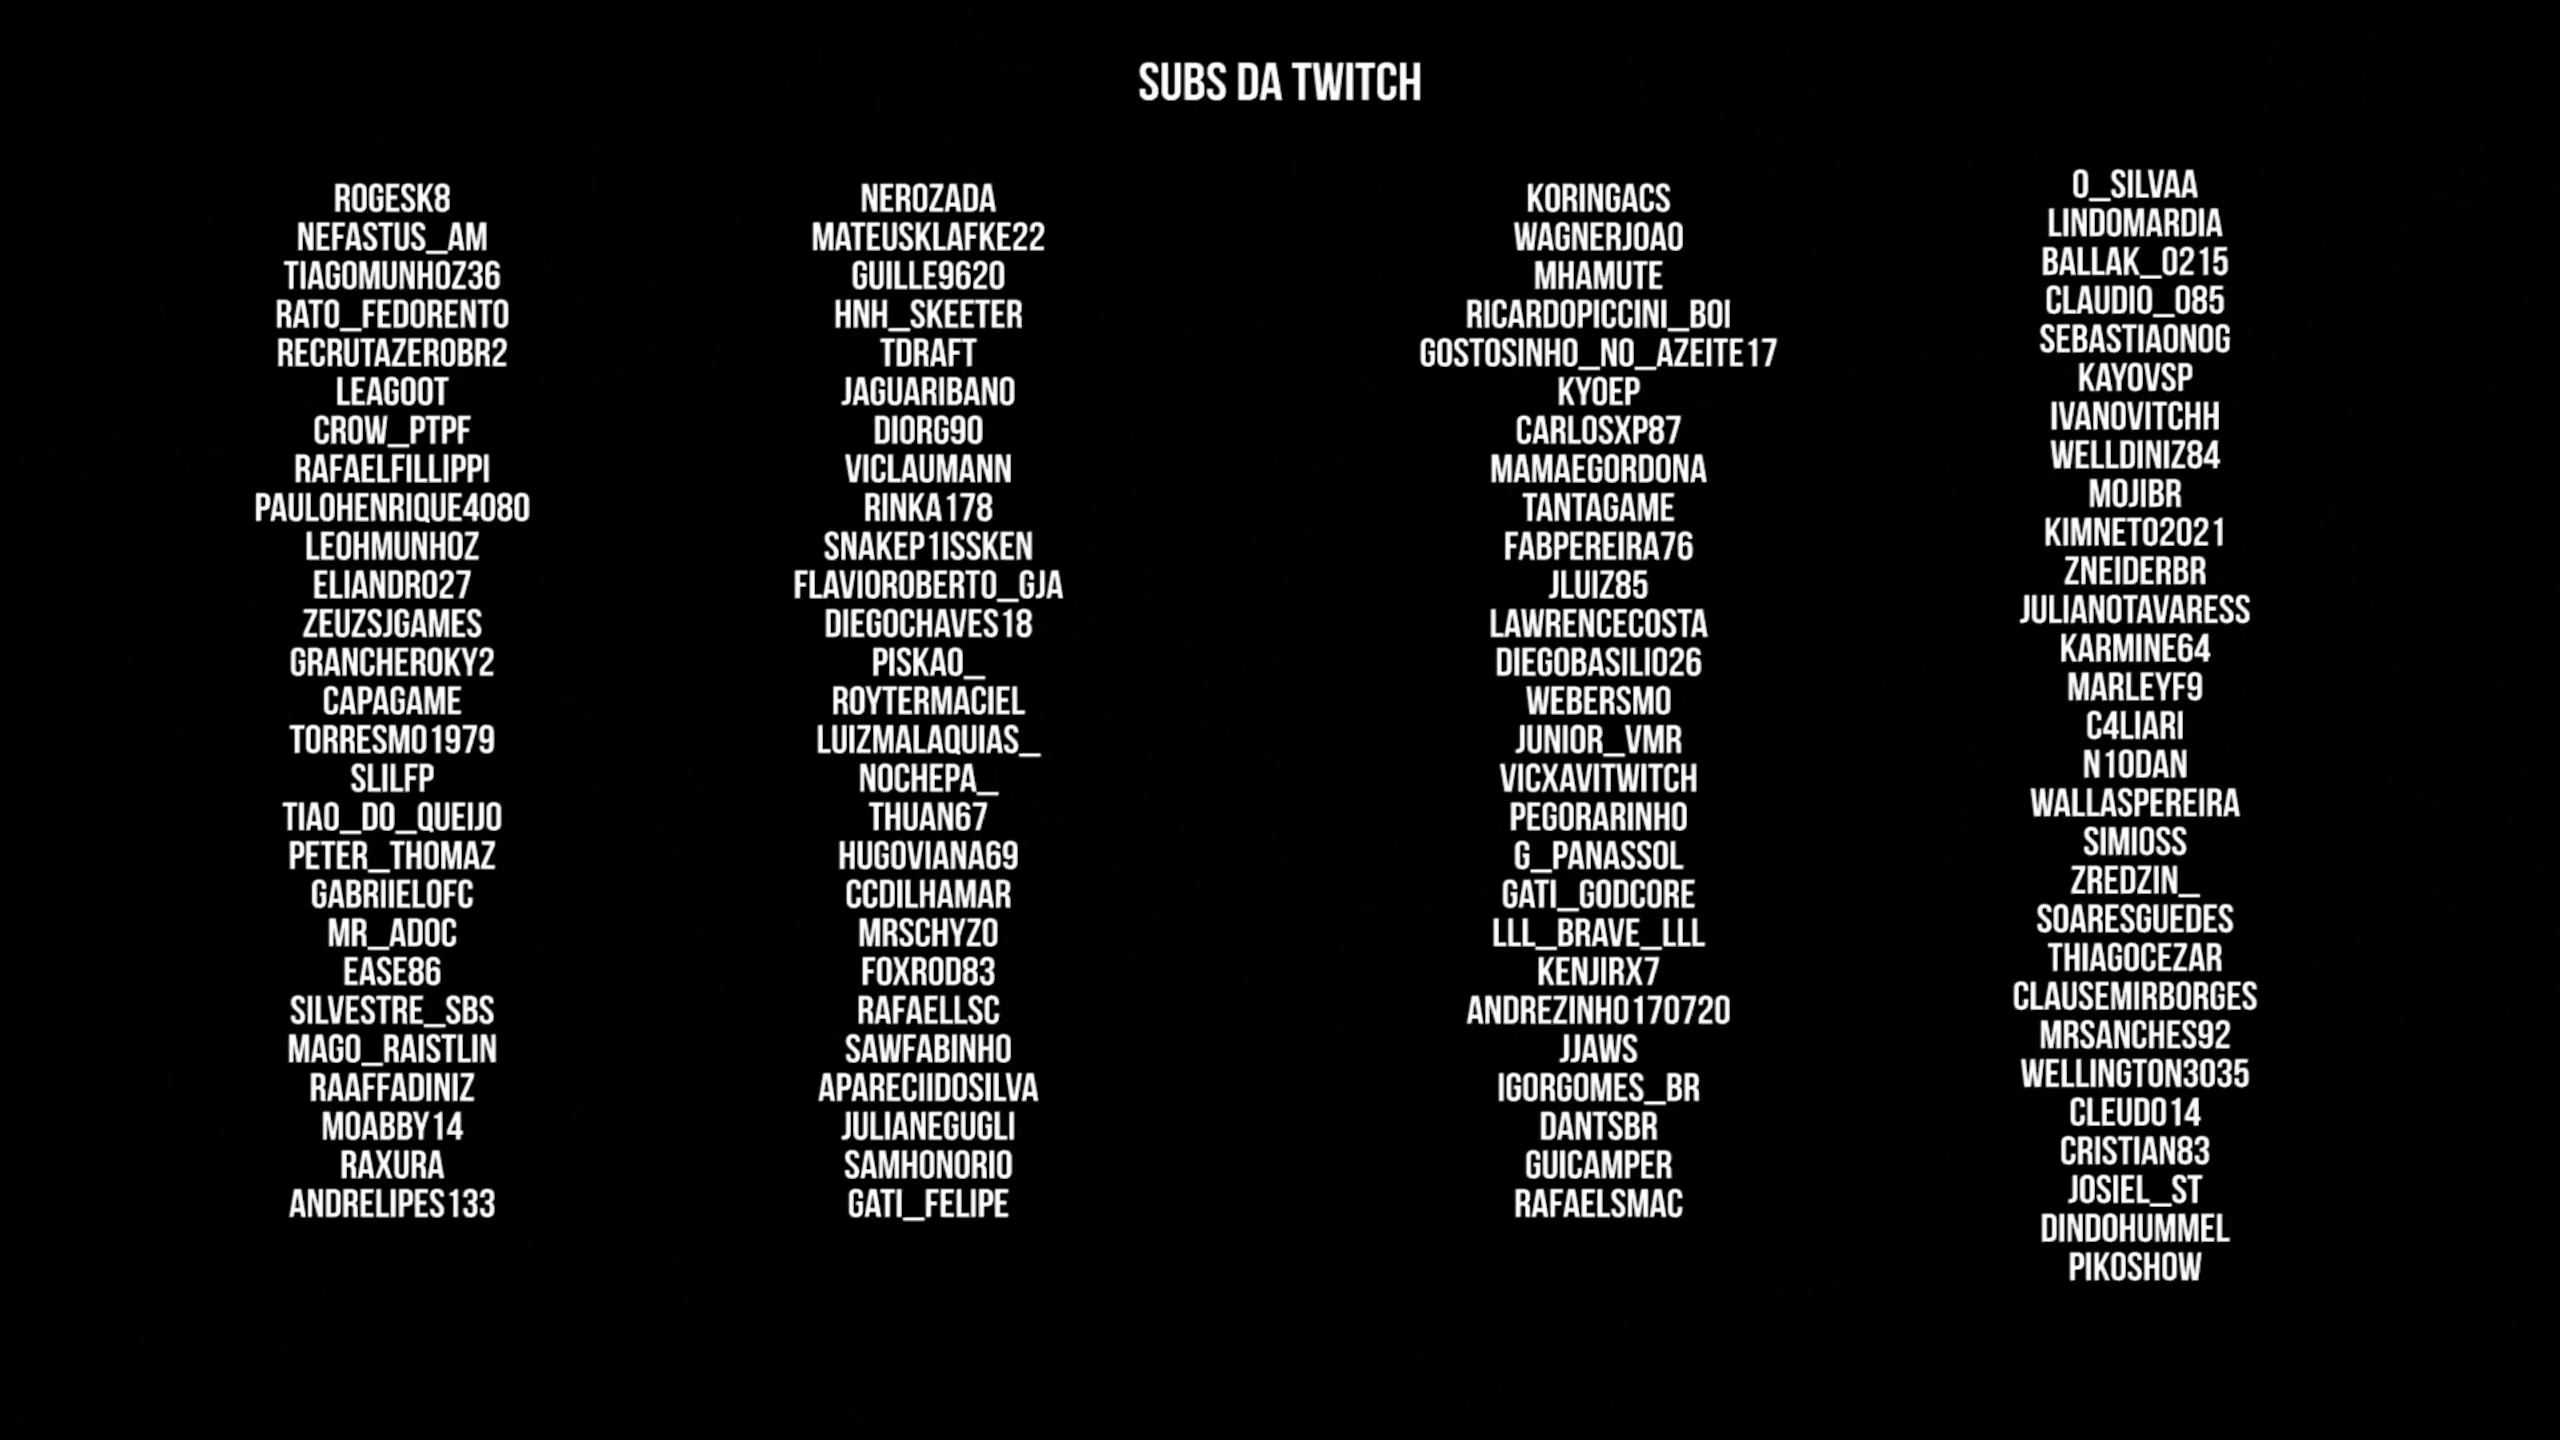 SUBS DA TWITCH
ROGESK8
NEFASTUS_AM
TIAGOMUNHOZ36
RATO_FEDORENTO
RECRUTAZEROBR2
LEAGOOT
CROW_PTPF
RAFAELFILLIPPI
PAULOHENRIQUE4080
LEOHMUNHOZ
ELIANDRO27
ZEUZSJGAMES
GRANCHEROKY2
CAPAGAME
TORRESMO1979
SLILFP
TIAO_DO_QUEIJO
PETER_THOMAZ
GABRIIELOFC
MR_ADOC
EASE86
SILVESTRE_SBS
MAGO_RAISTLIN
RAAFFADINIZ
MOABBY14
RAXURA
ANDRELIPES133
NEROZADA
MATEUSKLAFKE22
GUILLE9620
HNH_SKEETER
TDRAFT
JAGUARIBANO
DIORG90
VICLAUMANN
RINKA178
SNAKEP1ISSKEN
FLAVIOROBERTO_GJA
DIEGOCHAVES18
PISKAO_
ROYTERMACIEL
LUIZMALAQUIAS_
NOCHEPA_
THUAN67
HUGOVIANA69
CCDILHAMAR
MRSCHYZO
FOXROD83
RAFAELLSC
SAWFABINHO
APARECIIDOSILVA
JULIANEGUGLI
SAMHONORIO
GATI_FELIPE
KORINGACS
WAGNERJOAO
MHAMUTE
RICARDOPICCINI_BOI
GOSTOSINHO_NO_AZEITE17
KYOEP
CARLOSXP87
MAMAEGORDONA
TANTAGAME
FABPEREIRA76
JLUIZ85
LAWRENCECOSTA
DIEGOBASILIO26
WEBERSMO
JUNIOR_VMR
VICXAVITWITCH
PEGORARINHO
G_PANASSOL
GATI_GODCORE
LLL_BRAVE_LLL
KENJIRX7
ANDREZINHO170720
JJAWS
IGORGOMES_BR
DANTSBR
GUICAMPER
RAFAELSMAC
O_SILVAA
LINDOMARDIA
BALLAK_0215
CLAUDIO_085
SEBASTIAONOG
KAYOVSP
IVANOVITCHH
WELLDINIZ84
MOJIBR
KIMNETO2021
ZNEIDERBR
JULIANOTAVARESS
KARMINE64
MARLEYF9
C4LIARI
N10DAN
WALLASPEREIRA
SIMIOSS
ZREDZIN_
SOARESGUEDES
THIAGOCEZAR
CLAUSEMIRBORGES
MRSANCHES92
WELLINGTON3035
CLEUDO14
CRISTIAN83
JOSIEL_ST
DINDOHUMMEL
PIKOSHOW